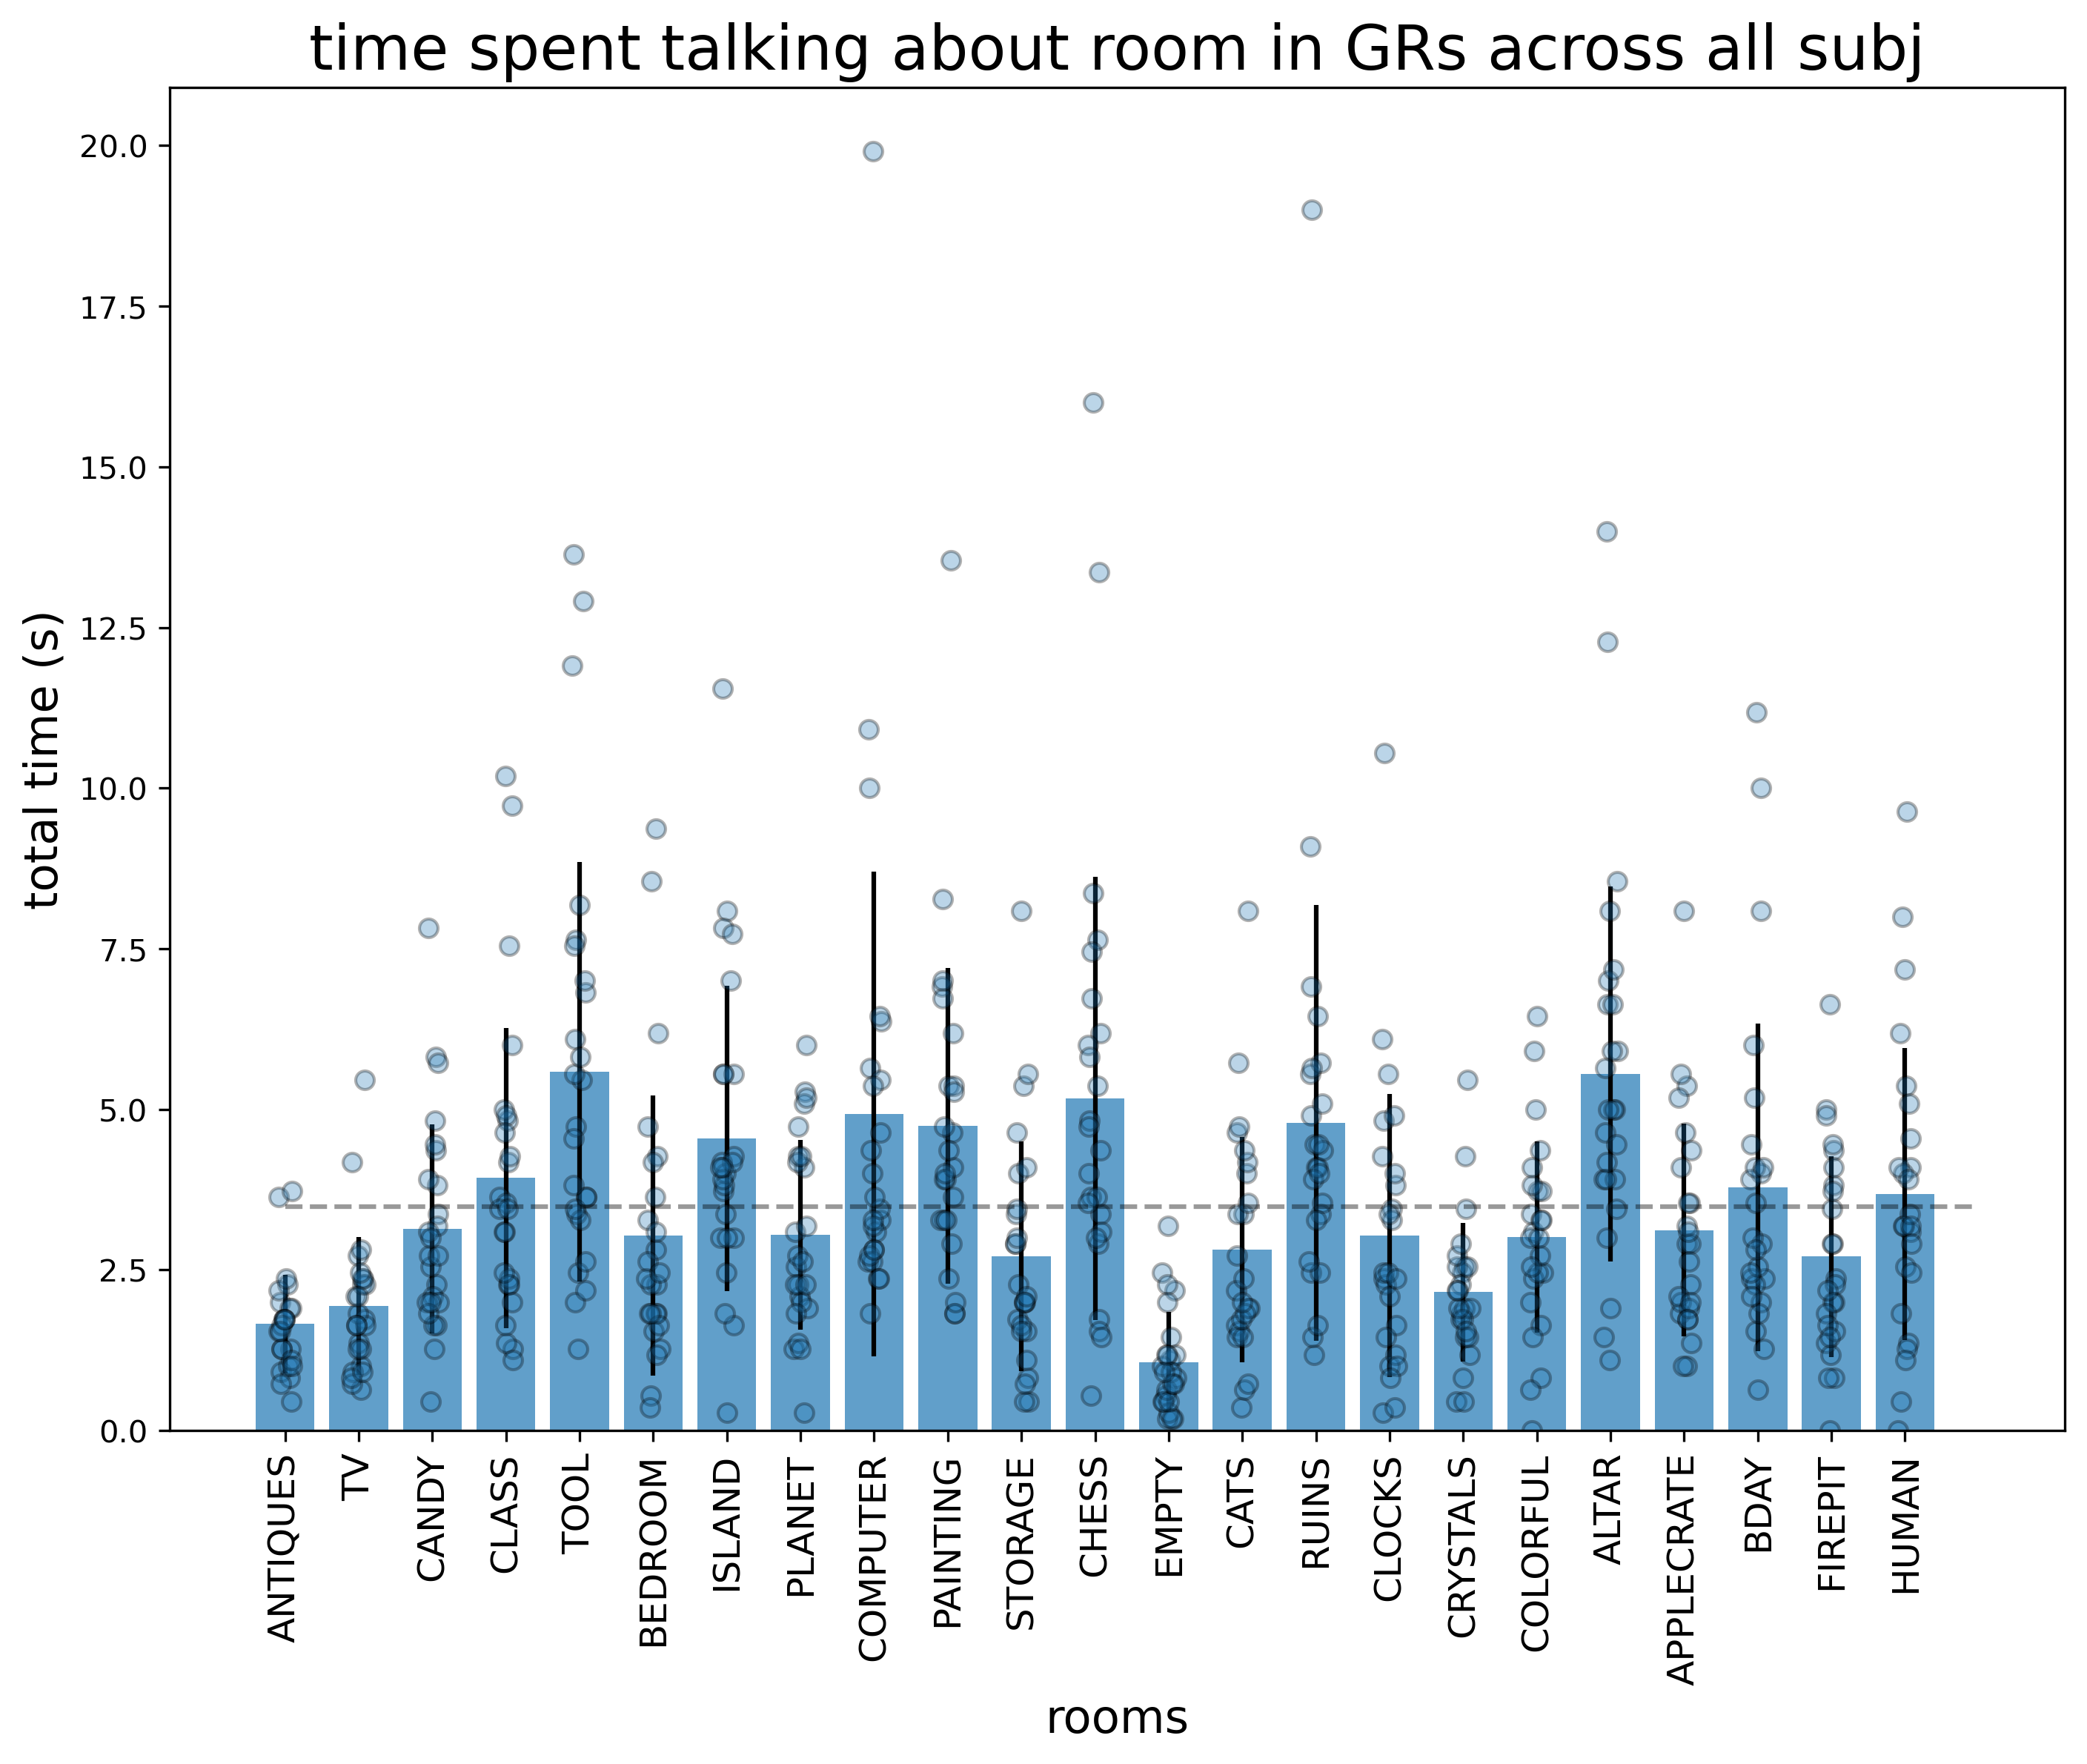 time spent talking about room in GRs across all subj
total time (s)
20.0
17.5
15.0
12.5
10.0
7.5
5.0
2.5
0.0
ANTIQUES
TV
CANDY
CLASS
TOOL
BEDROOM
ISLAND
PLANET
COMPUTER
PAINTING
STORAGE
CHESS
EMPTY
CATS
RUINS
CLOCKS
CRYSTALS
COLORFUL
ALTAR
APPLECRATE
BDAY
FIREPIT
HUMAN
rooms